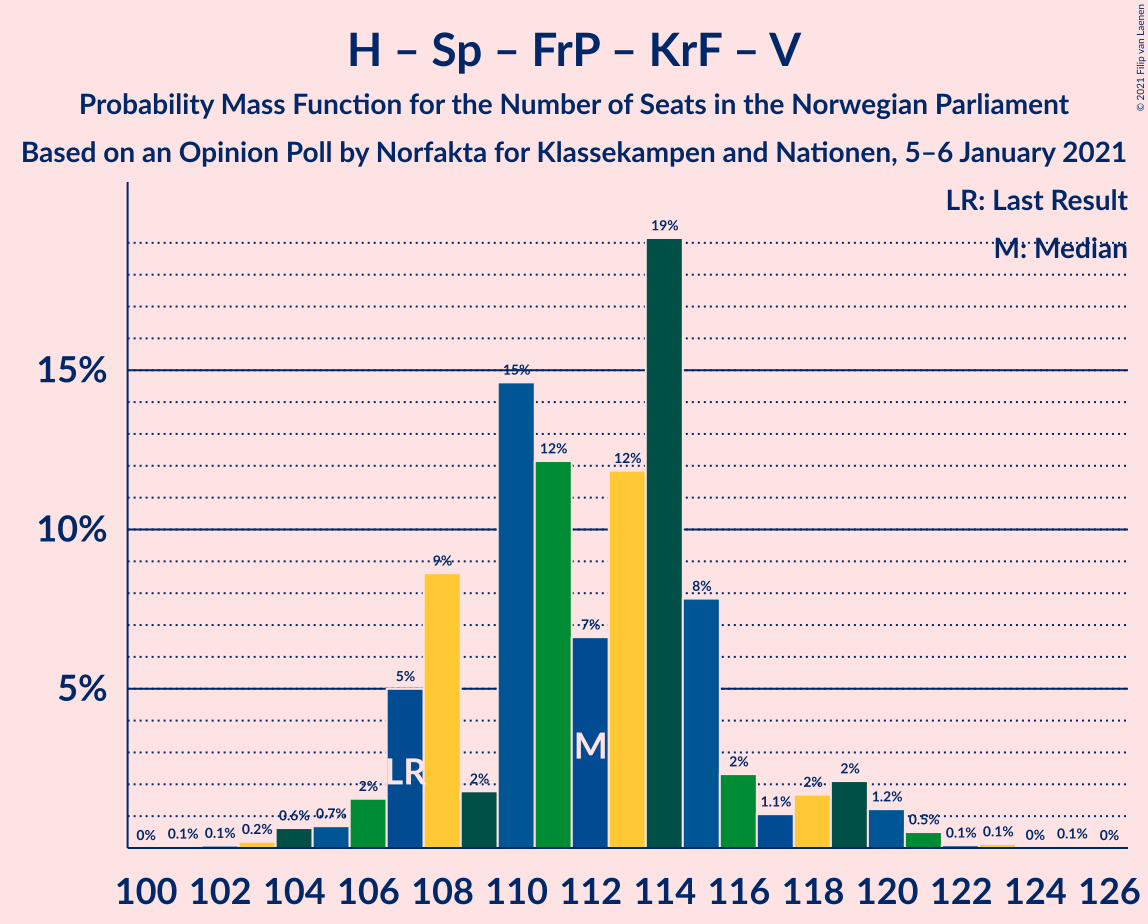 H – Sp – FrP – KrF – V
Probability Mass Function for the Number of Seats in the Norwegian Parliament
Based on an Opinion Poll by Norfakta for Klassekampen and Nationen, 5–6 January 2021
© 2021 Filip van Laenen
LR: Last Result
M: Median
15%
10%
5%
0% 0.1% 0.1% 0.2% 0.6% 0.7% 2% 5% 9% 2% 15% 12% 7% 12% 19% 8% 2% 1.1% 2% 2% 1.2% 0.5% 0.1% 0.1% 0% 0.1% 0%
LR M
100 102 104 106 108 110 112 114 116 118 120 122 124 126